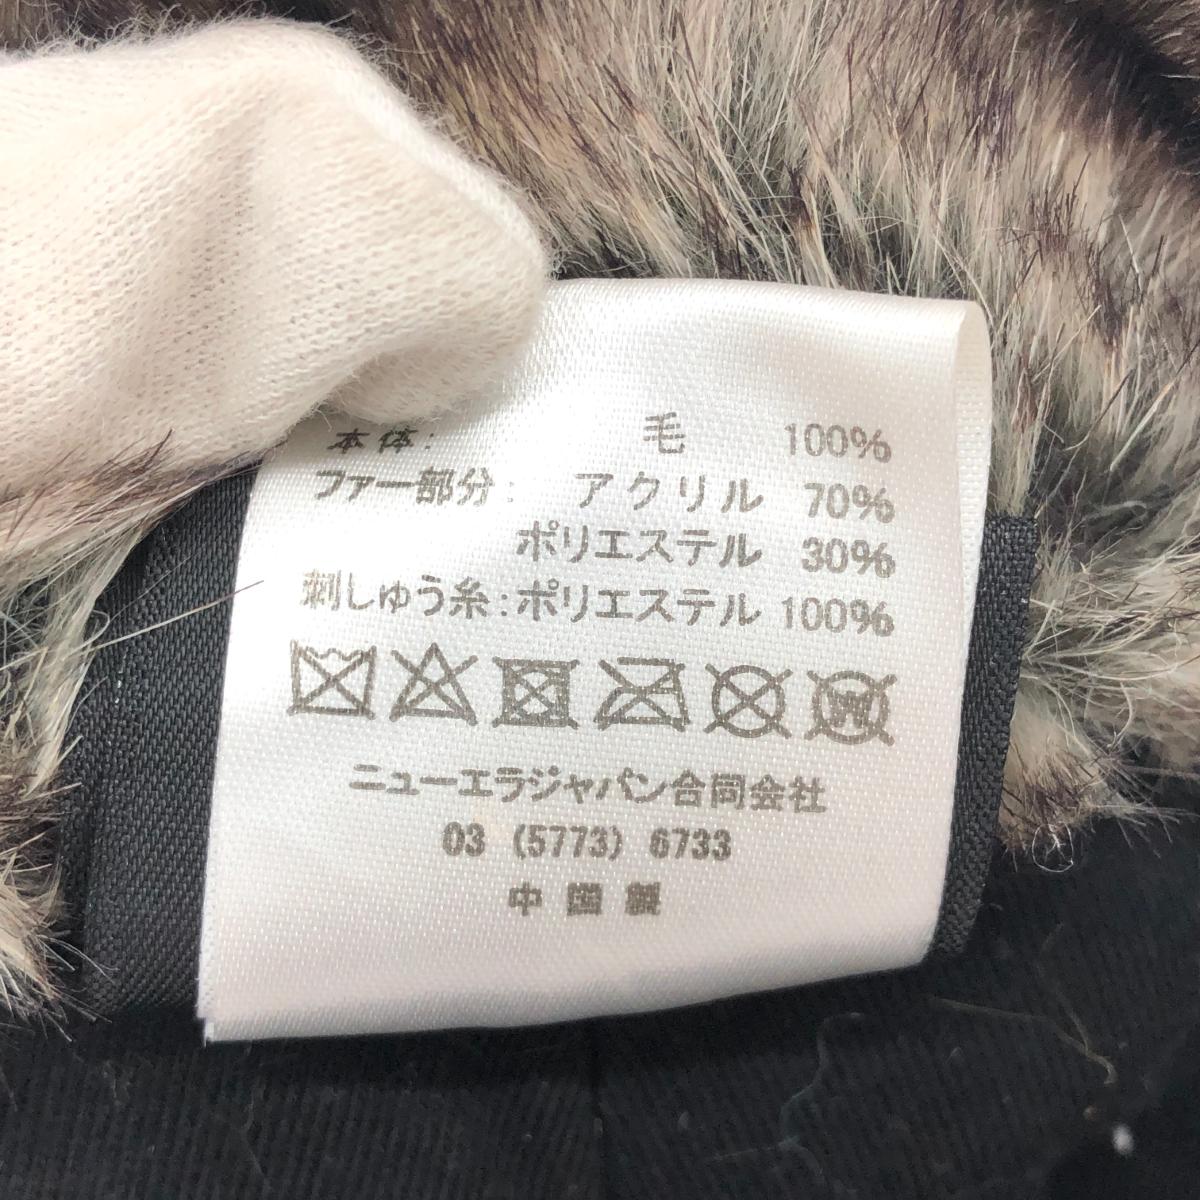 本体: 毛 100%
ファー部分: アクリル 70%
ポリエステル 30%
刺しゅう糸:ポリエステル 100%
W
ニューエラジャパン合同会社
03 (5773) 6733
中国製